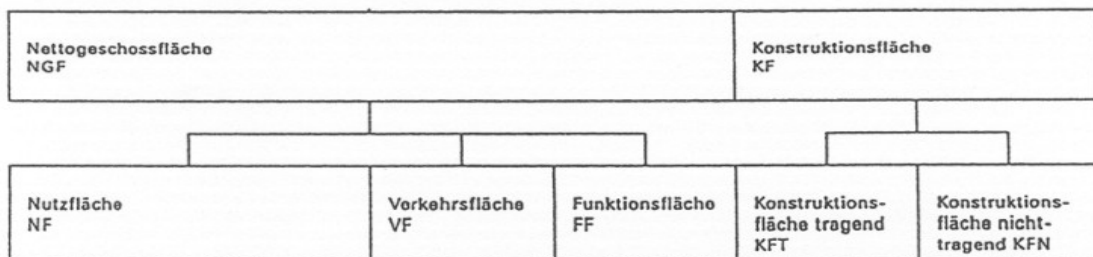 Nettogeschossfläche
NGF
Konstruktionsfläche
KF
Nutzfläche
NF
Verkehrsfläche
VF
Funktionsfläche
FF
Konstruktions-
fläche tragend
KFT
Konstruktions-
fläche nicht-
tragend KFN